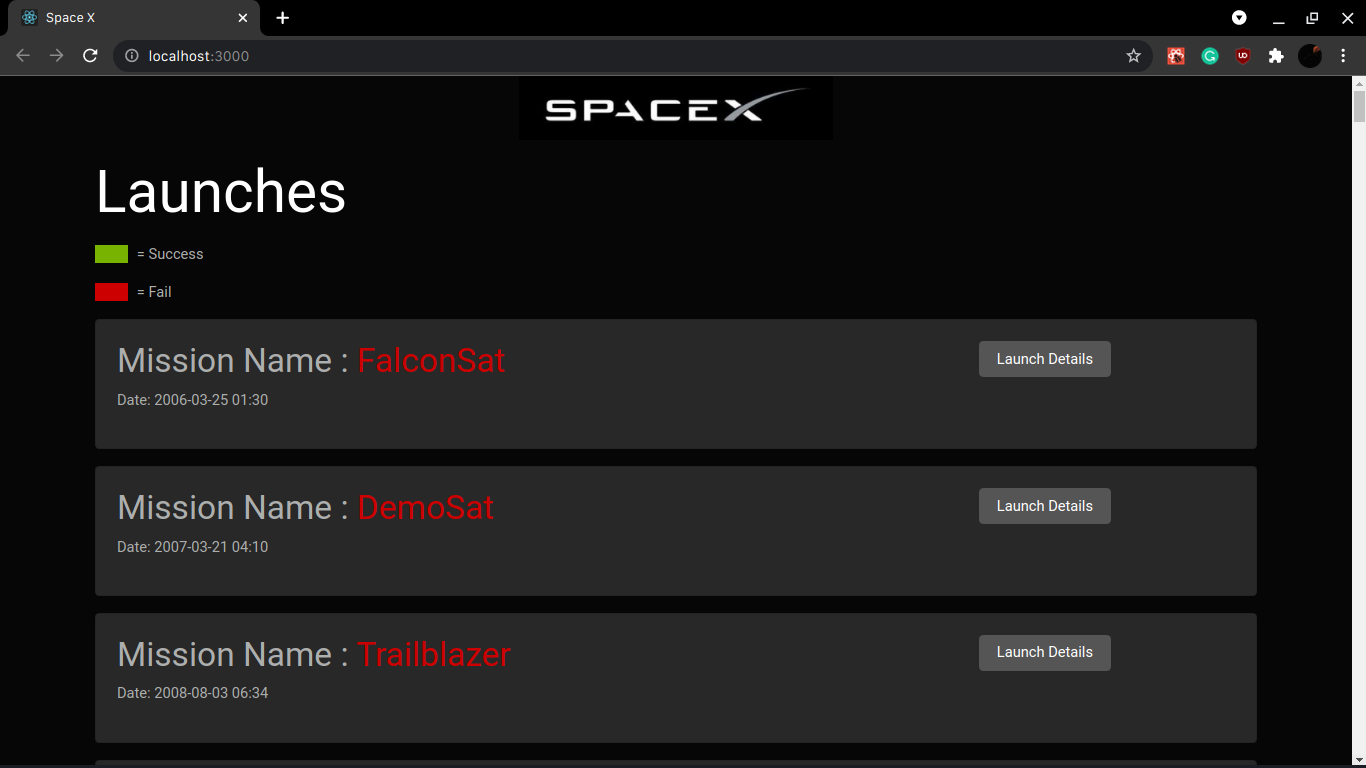 Space X
localhost:3000
SPACEX
Launches
= Success
= Fail
Mission Name : FalconSat
Launch Details
Date: 2006-03-25 01:30
Mission Name : DemoSat
Launch Details
Date: 2007-03-21 04:10
Mission Name : Trailblazer
Launch Details
Date: 2008-08-03 06:34